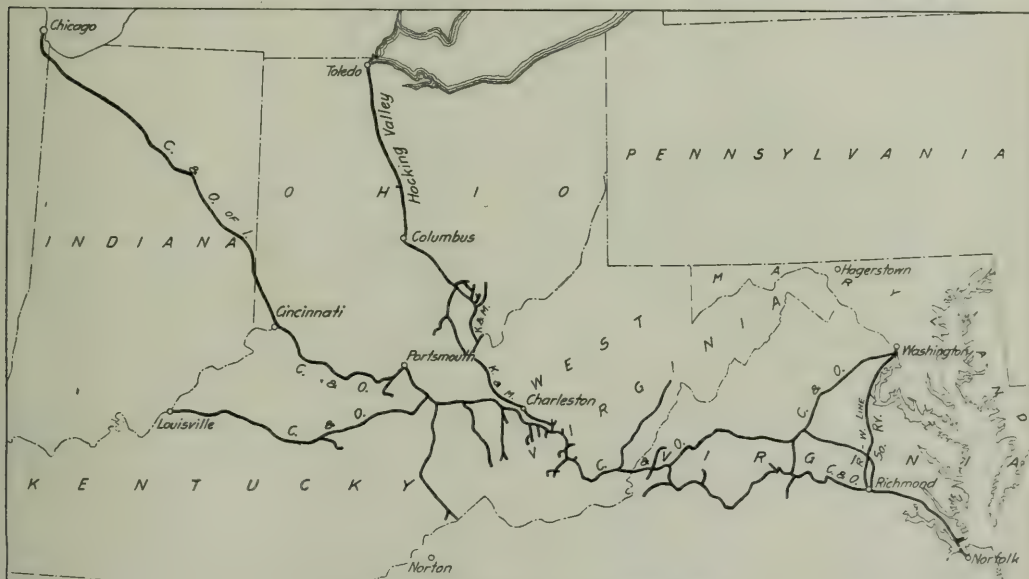 Chicago
Toledo
Hocking Valley
PENNSYLVANIA
OHIO
C. & O. OF I.
INDIANA
Columbus
MARY
Hagerstown
K & M.
Cincinnati
WEST VIRGINIA
Portsmouth
Washington
K & M.
C. & O.
C. & O.
Charleston
R.-W. LINE
So. RY.
Louisville
C. & O.
C. & O.
VIRGINIA
C. & O.
Richmond
KENTUCKY
Norton
Norfolk